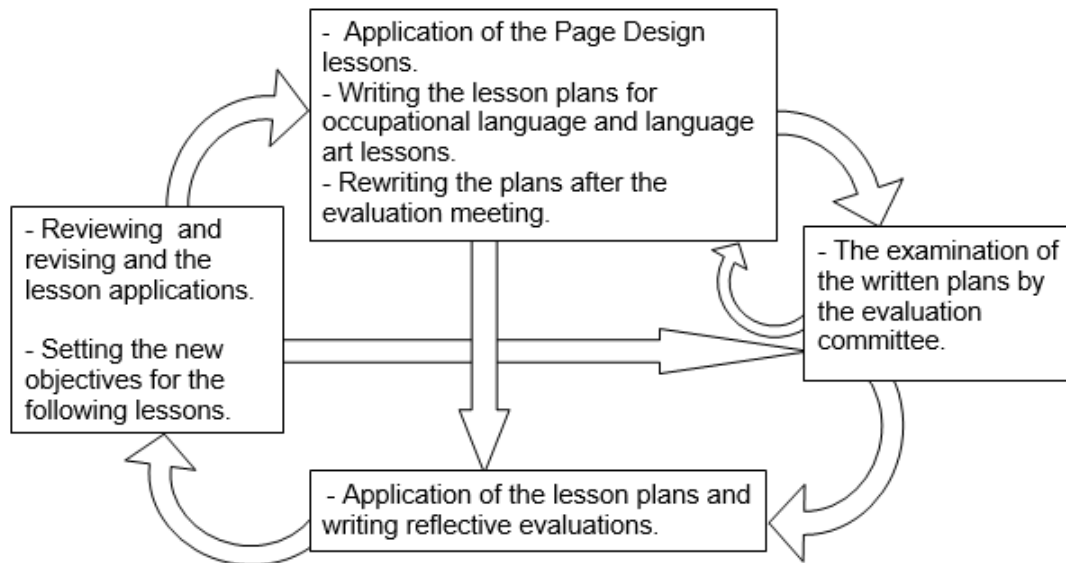 - Application of the Page Design
lessons.
- Writing the lesson plans for
occupational language and language
art lessons.
- Rewriting the plans after the
evaluation meeting.
- Reviewing and
revising and the
lesson applications.
- Setting the new
objectives for the
following lessons.
- The examination of
the written plans by
the evaluation
committee.
- Application of the lesson plans and
writing reflective evaluations.